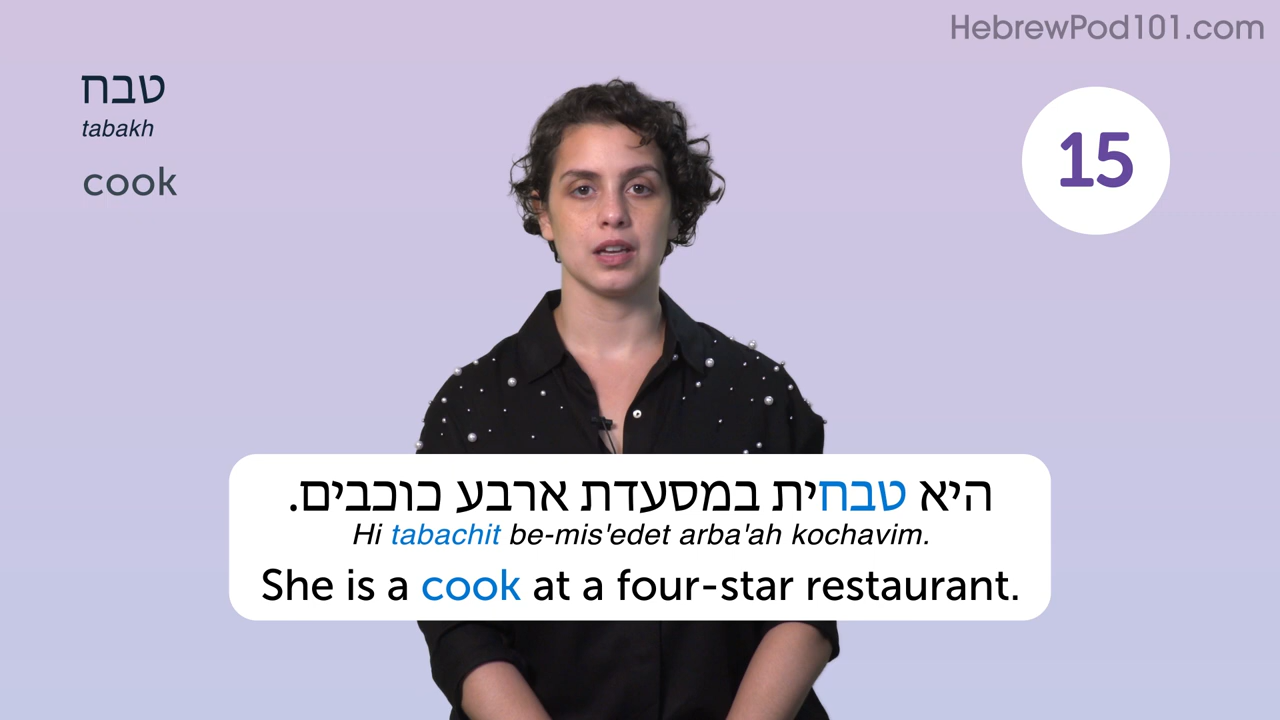 HebrewPod101.com
טבח
tabakh
cook
15
היא טבחית במסעדת ארבע כוכבים.
Hi tabachit be-mis'edet arba'ah kochavim.
She is a cook at a four-star restaurant.